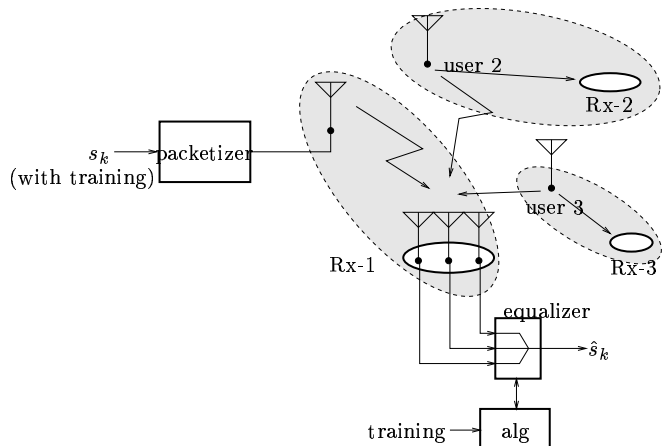 user 2
Rx-2
s_k
packetizer
(with training)
user 3
Rx-1
Rx-3
equalizer
ŝ_k
training
alg